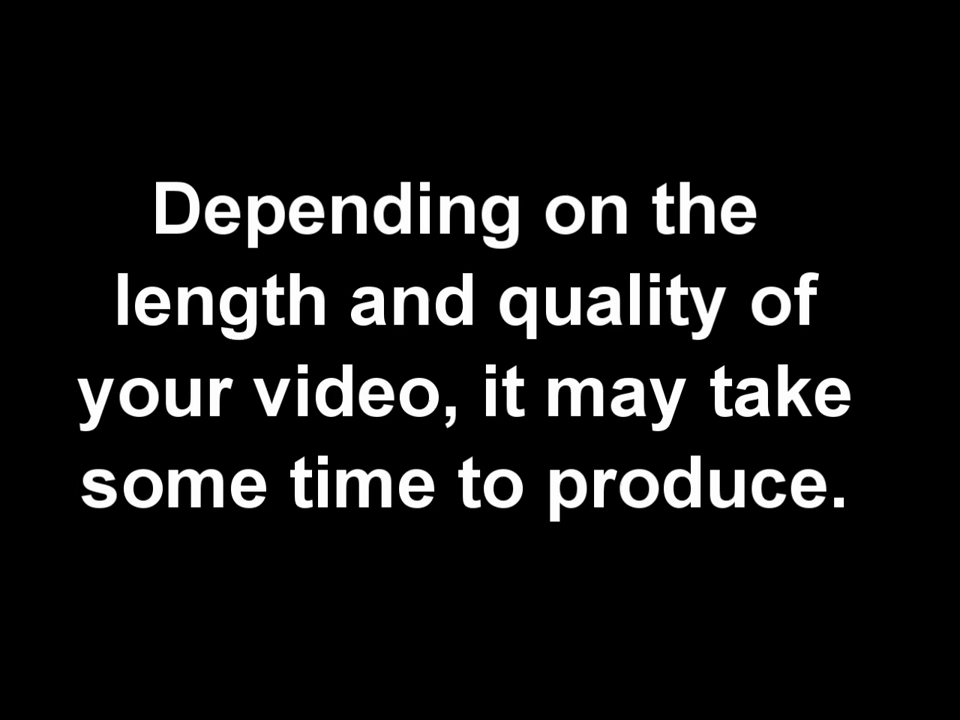 Depending on the
length and quality of
your video, it may take
some time to produce.